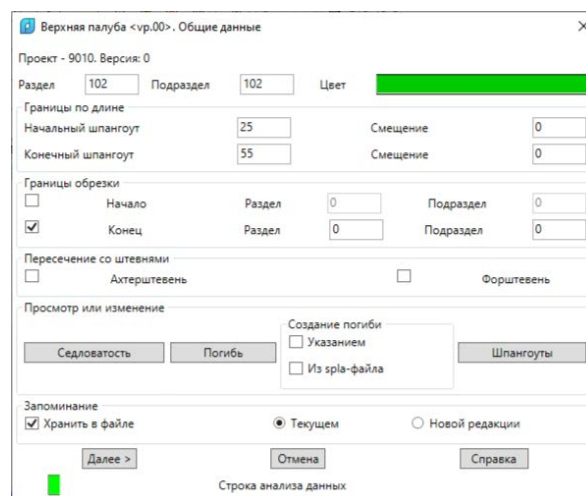 Верхняя палуба <vp.00>. Общие данные
Проект - 9010. Версия: 0
Раздел 102 Подраздел 102 Цвет
Границы по длине
Начальный шпангоут 25 Смещение 0
Конечный шпангоут 55 Смещение 0
Границы обрезки
Начало Раздел 0 Подраздел 0
Конец Раздел 0 Подраздел 0
Пересечение со штевнями
Ахтерштевень Форштевень
Просмотр или изменение
Создание погиби
Указанием
Седловатость Погибь Шпангоуты
Из spla-файла
Запоминание
Хранить в файле Текущем Новой редакции
Далее > Отмена Справка
Строка анализа данных